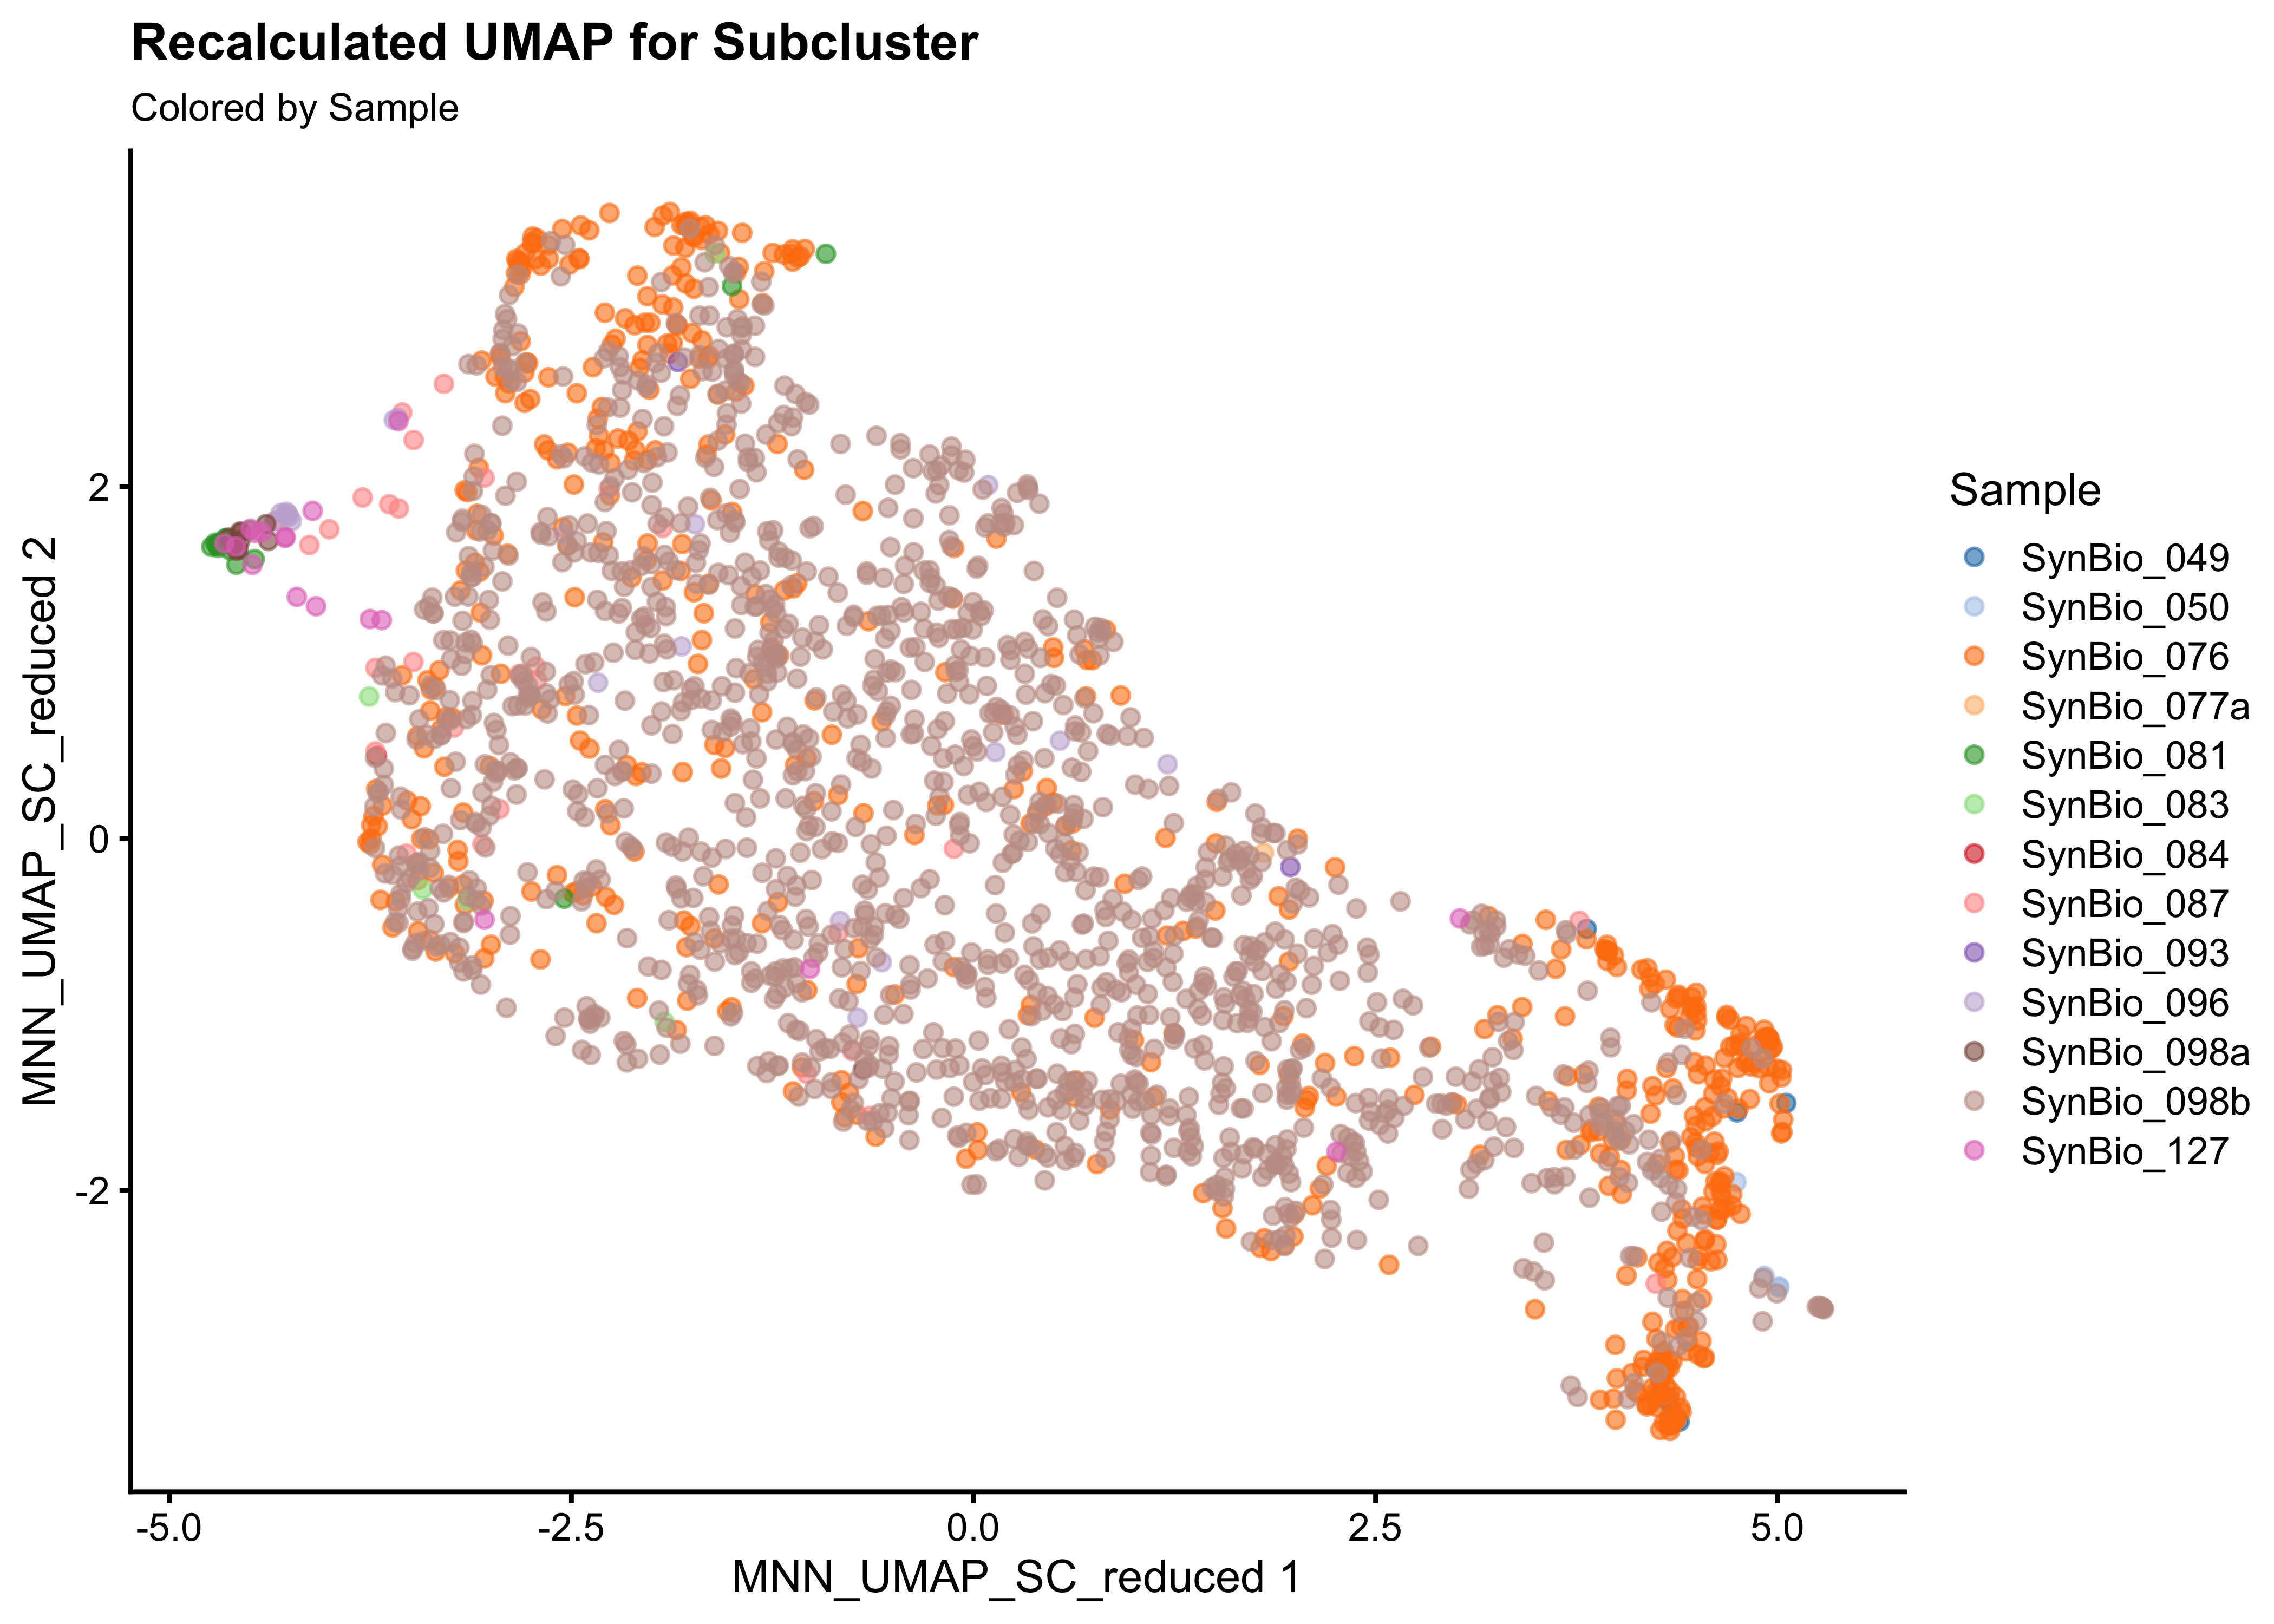 Recalculated UMAP for Subcluster
Colored by Sample
MNN_UMAP_SC_reduced 2
2
0
-2
-5.0
-2.5
0.0
2.5
5.0
MNN_UMAP_SC_reduced 1
Sample
SynBio_049
SynBio_050
SynBio_076
SynBio_077a
SynBio_081
SynBio_083
SynBio_084
SynBio_087
SynBio_093
SynBio_096
SynBio_098a
SynBio_098b
SynBio_127